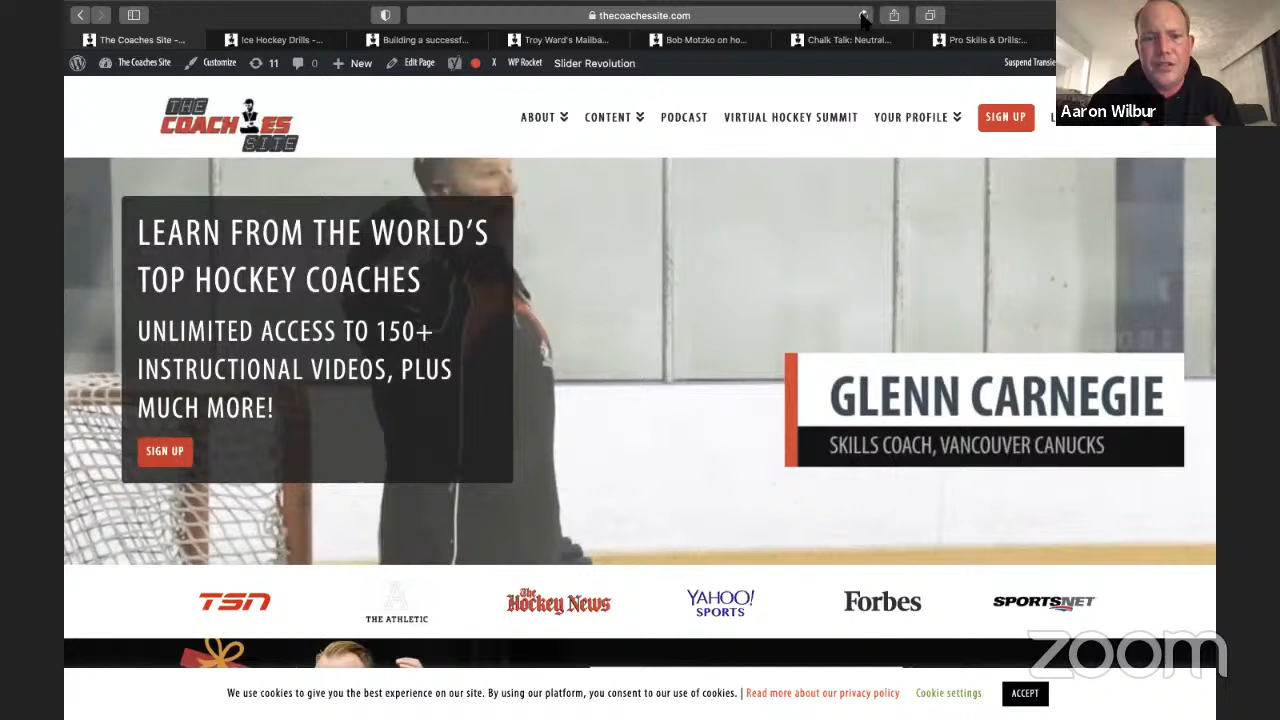 thecoachessite.com
The Coaches Site -...
Ice Hockey Drills -...
Building a successf...
Troy Ward's Mailba...
Bob Motzko on ho...
Chalk Talk: Neutral...
Pro Skills & Drills:...
The Coaches Site
Customize
11
0
+ New
Edit Page
X
WP Rocket
Slider Revolution
Suspend Transie
Aaron Wilbur
THE COACHES SITE
ABOUT
CONTENT
PODCAST
VIRTUAL HOCKEY SUMMIT
YOUR PROFILE
SIGN UP
L
LEARN FROM THE WORLD'S
TOP HOCKEY COACHES
UNLIMITED ACCESS TO 150+
INSTRUCTIONAL VIDEOS, PLUS
MUCH MORE!
SIGN UP
GLENN CARNEGIE
SKILLS COACH, VANCOUVER CANUCKS
TSN
A
THE ATHLETIC
The Hockey News
YAHOO!
SPORTS
Forbes
SPORTSNET
zoom
We use cookies to give you the best experience on our site. By using our platform, you consent to our use of cookies. | Read more about our privacy policy
Cookie settings
ACCEPT